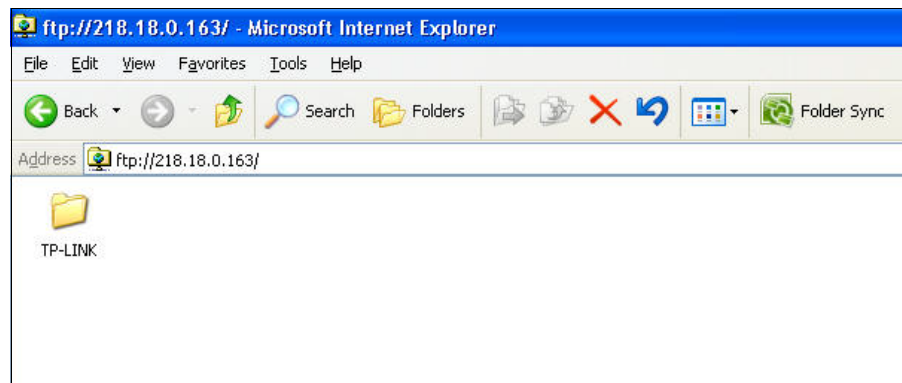 ftp://218.18.0.163/ - Microsoft Internet Explorer
File Edit View Favorites Tools Help
Back Search Folders Folder Sync
Address ftp://218.18.0.163/
TP-LINK